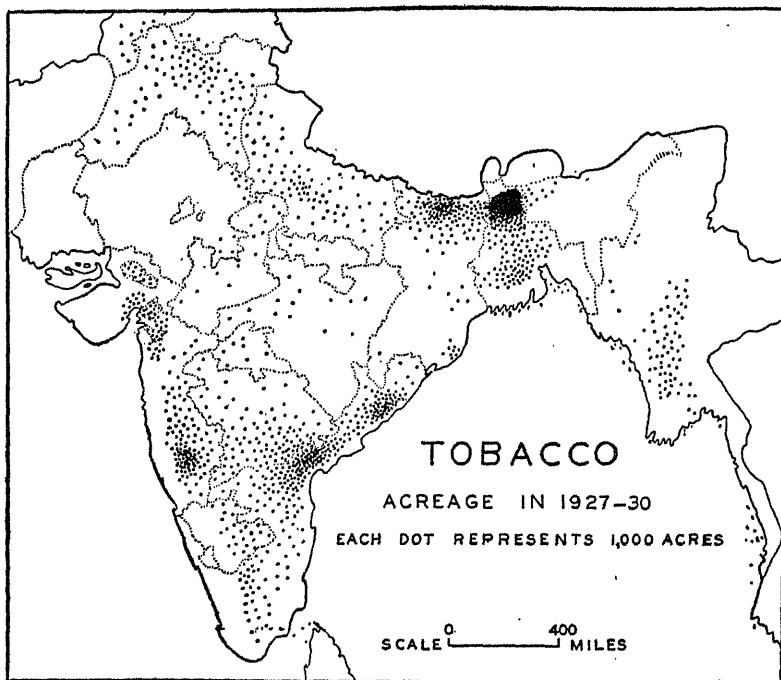 TOBACCO
ACREAGE IN 1927-30
EACH DOT REPRESENTS 1,000 ACRES
0 400
SCALE MILES